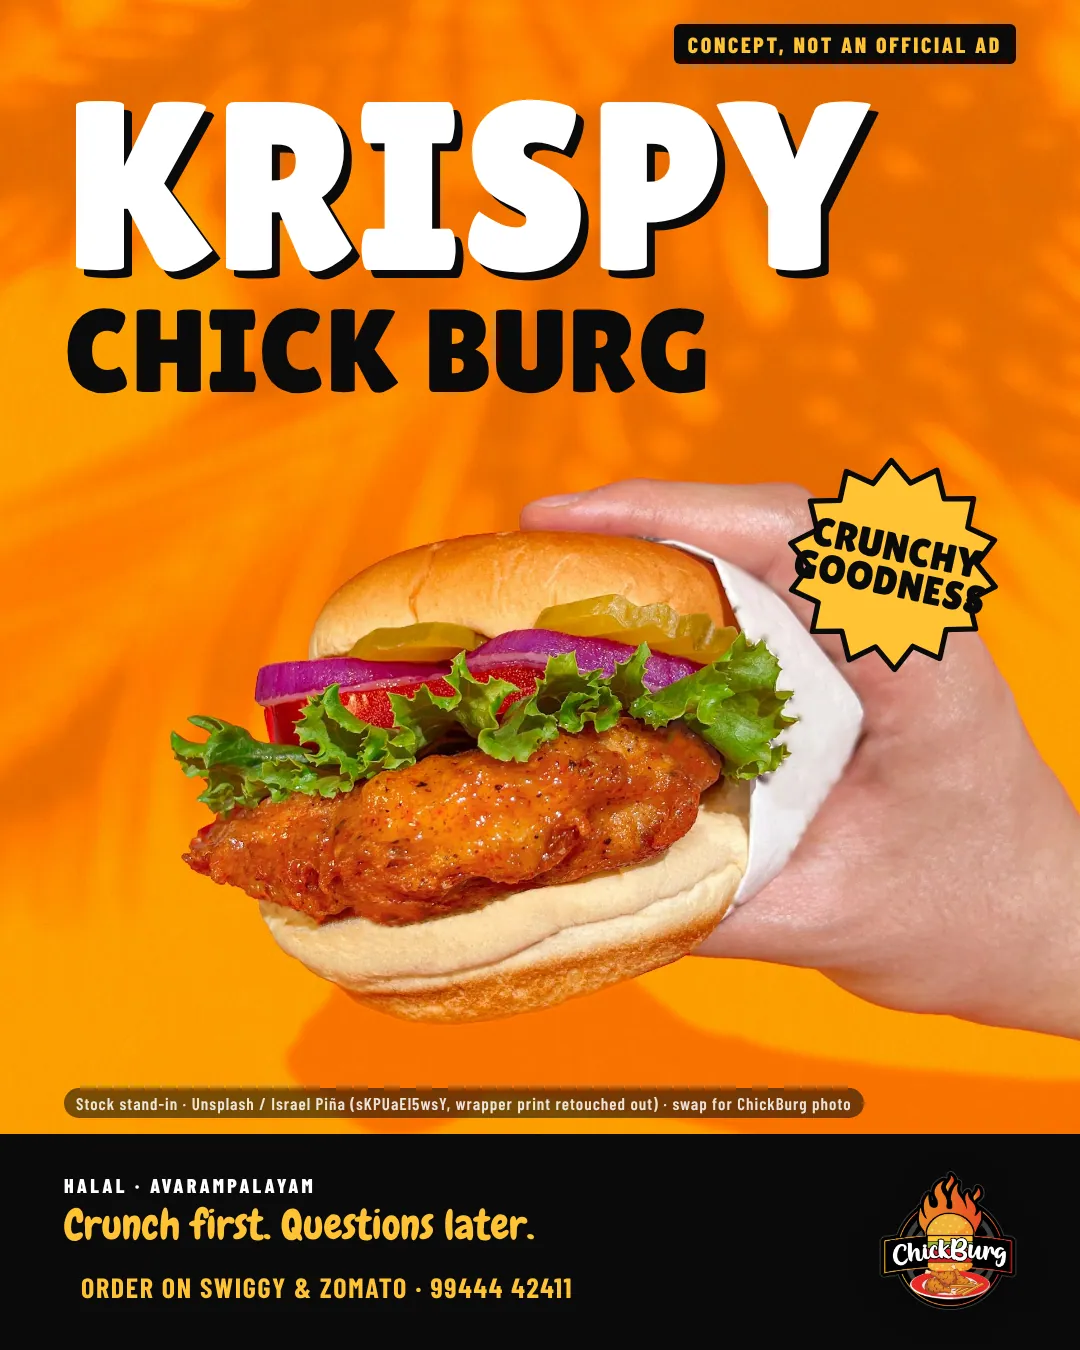 CONCEPT, NOT AN OFFICIAL AD
KRISPY
CHICK BURG
CRUNCHY
GOODNESS
Stock stand-in · Unsplash / Israel Piña (sKPUaEI5wsY, wrapper print retouched out) · swap for ChickBurg photo
HALAL · AVARAMPALAYAM
Crunch first. Questions later.
ORDER ON SWIGGY & ZOMATO · 99444 42411
ChickBurg